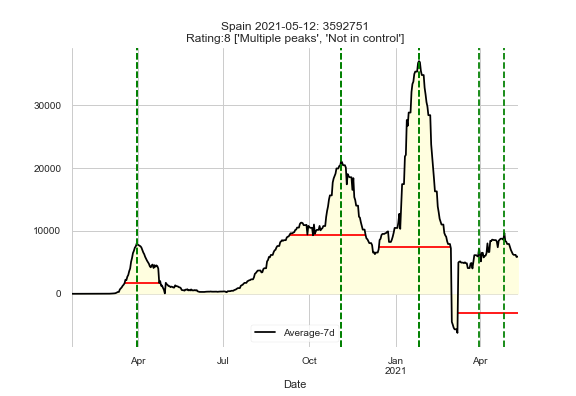 Spain 2021-05-12: 3592751
Rating:8 ['Multiple peaks', 'Not in control']
30000
20000
10000
0
Average-7d
Apr Jul Oct Jan Apr
2021
Date